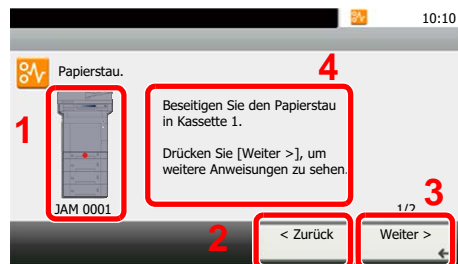 10:10
Papierstau.
4
1
Beseitigen Sie den Papierstau
in Kassette 1.
Drücken Sie [Weiter >], um
weitere Anweisungen zu sehen.
JAM 0001
1/2
3
2
< Zurück
Weiter >